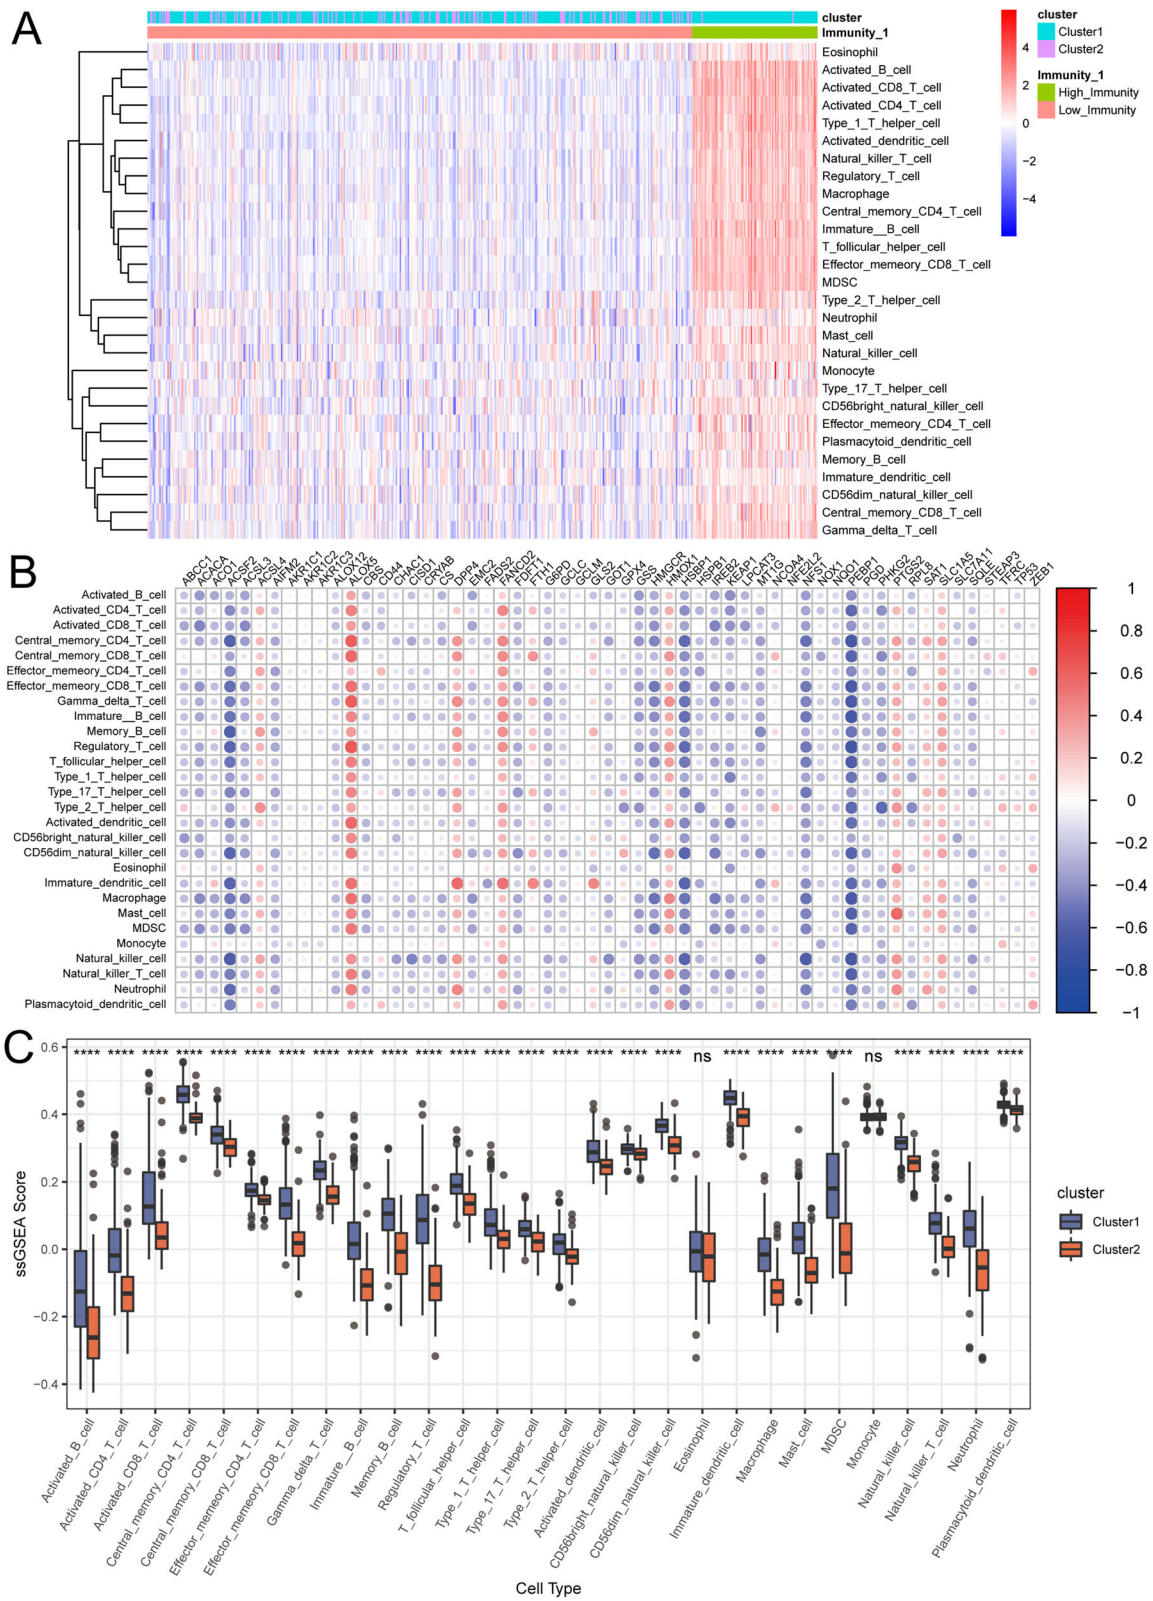 A
cluster
Immunity_1
Eosinophil
Activated_B_cell
Activated_CD8_T_cell
Activated_CD4_T_cell
Type_1_T_helper_cell
Activated_dendritic_cell
Natural_killer_T_cell
Regulatory_T_cell
Macrophage
Central_memory_CD4_T_cell
Immature__B_cell
T_follicular_helper_cell
Effector_memeory_CD8_T_cell
MDSC
Type_2_T_helper_cell
Neutrophil
Mast_cell
Natural_killer_cell
Monocyte
Type_17_T_helper_cell
CD56bright_natural_killer_cell
Effector_memeory_CD4_T_cell
Plasmacytoid_dendritic_cell
Memory_B_cell
Immature_dendritic_cell
CD56dim_natural_killer_cell
Central_memory_CD8_T_cell
Gamma_delta_T_cell
4
2
0
−2
−4
cluster
Cluster1
Cluster2
Immunity_1
High_Immunity
Low_Immunity
B
ABCC1
ACACA
ACO1
ACSF2
ACSL3
ACSL4
AIFM2
AKR1C1
AKR1C2
AKR1C3
ALOX12
ALOX5
CBS
CD44
CHAC1
CISD1
CRYAB
CS
DPP4
EMC2
FADS2
FANCD2
FDFT1
FTH1
G6PD
GCLC
GCLM
GLS2
GOT1
GPX4
GSS
HMGCR
HMOX1
HSBP1
HSPB1
IREB2
KEAP1
LPCAT3
MT1G
NCOA4
NFE2L2
NFS1
NOX1
NQO1
PEBP1
PGD
PHKG2
PTGS2
RPL8
SAT1
SLC1A5
SLC7A11
SQLE
STEAP3
TFRC
TP53
ZEB1
Activated_B_cell
Activated_CD4_T_cell
Activated_CD8_T_cell
Central_memory_CD4_T_cell
Central_memory_CD8_T_cell
Effector_memeory_CD4_T_cell
Effector_memeory_CD8_T_cell
Gamma_delta_T_cell
Immature__B_cell
Memory_B_cell
Regulatory_T_cell
T_follicular_helper_cell
Type_1_T_helper_cell
Type_17_T_helper_cell
Type_2_T_helper_cell
Activated_dendritic_cell
CD56bright_natural_killer_cell
CD56dim_natural_killer_cell
Eosinophil
Immature_dendritic_cell
Macrophage
Mast_cell
MDSC
Monocyte
Natural_killer_cell
Natural_killer_T_cell
Neutrophil
Plasmacytoid_dendritic_cell
1
0.8
0.6
0.4
0.2
0
−0.2
−0.4
−0.6
−0.8
−1
C
**** **** **** **** **** **** **** **** **** **** **** **** **** **** **** **** **** **** ns **** **** **** **** ns **** **** **** ****
0.6
0.4
0.2
0.0
−0.2
−0.4
ssGSEA Score
Activated_B_cell
Activated_CD4_T_cell
Activated_CD8_T_cell
Central_memory_CD4_T_cell
Central_memory_CD8_T_cell
Effector_memeory_CD4_T_cell
Effector_memeory_CD8_T_cell
Gamma_delta_T_cell
Immature__B_cell
Memory_B_cell
Regulatory_T_cell
T_follicular_helper_cell
Type_1_T_helper_cell
Type_17_T_helper_cell
Type_2_T_helper_cell
Activated_dendritic_cell
CD56bright_natural_killer_cell
CD56dim_natural_killer_cell
Eosinophil
Immature_dendritic_cell
Macrophage
Mast_cell
MDSC
Monocyte
Natural_killer_cell
Natural_killer_T_cell
Neutrophil
Plasmacytoid_dendritic_cell
Cell Type
cluster
Cluster1
Cluster2